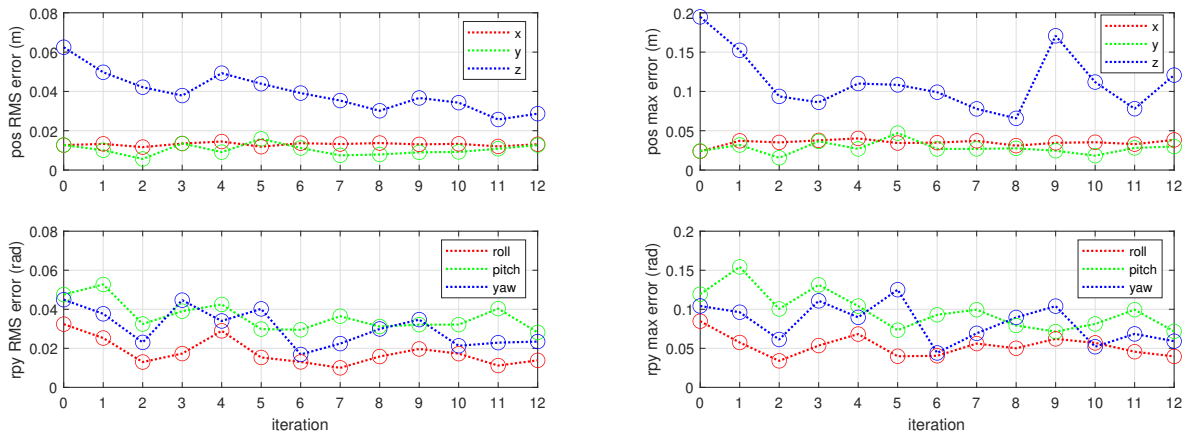 pos RMS error (m)
0.08
0.06
0.04
0.02
0
x
y
z
0 1 2 3 4 5 6 7 8 9 10 11 12
pos max error (m)
0.2
0.15
0.1
0.05
0
x
y
z
0 1 2 3 4 5 6 7 8 9 10 11 12
rpy RMS error (rad)
0.08
0.06
0.04
0.02
0
roll
pitch
yaw
0 1 2 3 4 5 6 7 8 9 10 11 12
iteration
rpy max error (rad)
0.2
0.15
0.1
0.05
0
roll
pitch
yaw
0 1 2 3 4 5 6 7 8 9 10 11 12
iteration